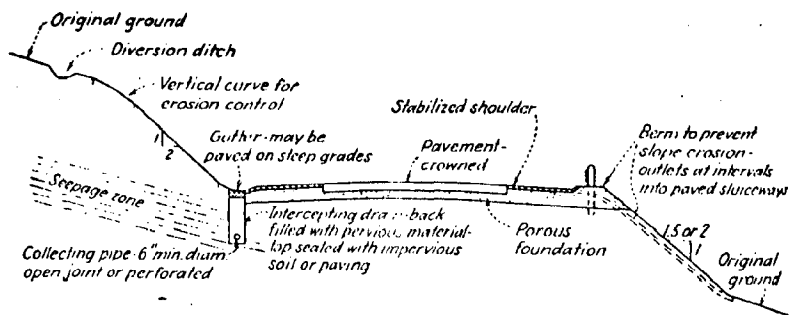 Original ground
Diversion ditch
Vertical curve for
erosion control
1
2
Gutter-may be
paved on steep grades
Stabilized shoulder
Pavement-
crowned
Berm to prevent
slope erosion-
outlets at intervals
into paved sluiceways
Seepage zone
Intercepting drain-back
filled with pervious material-
top sealed with impervious
soil or paving
Collecting pipe-6" min. diam.
open joint or perforated
Porous
foundation
1.5 or 2
1
Original
ground